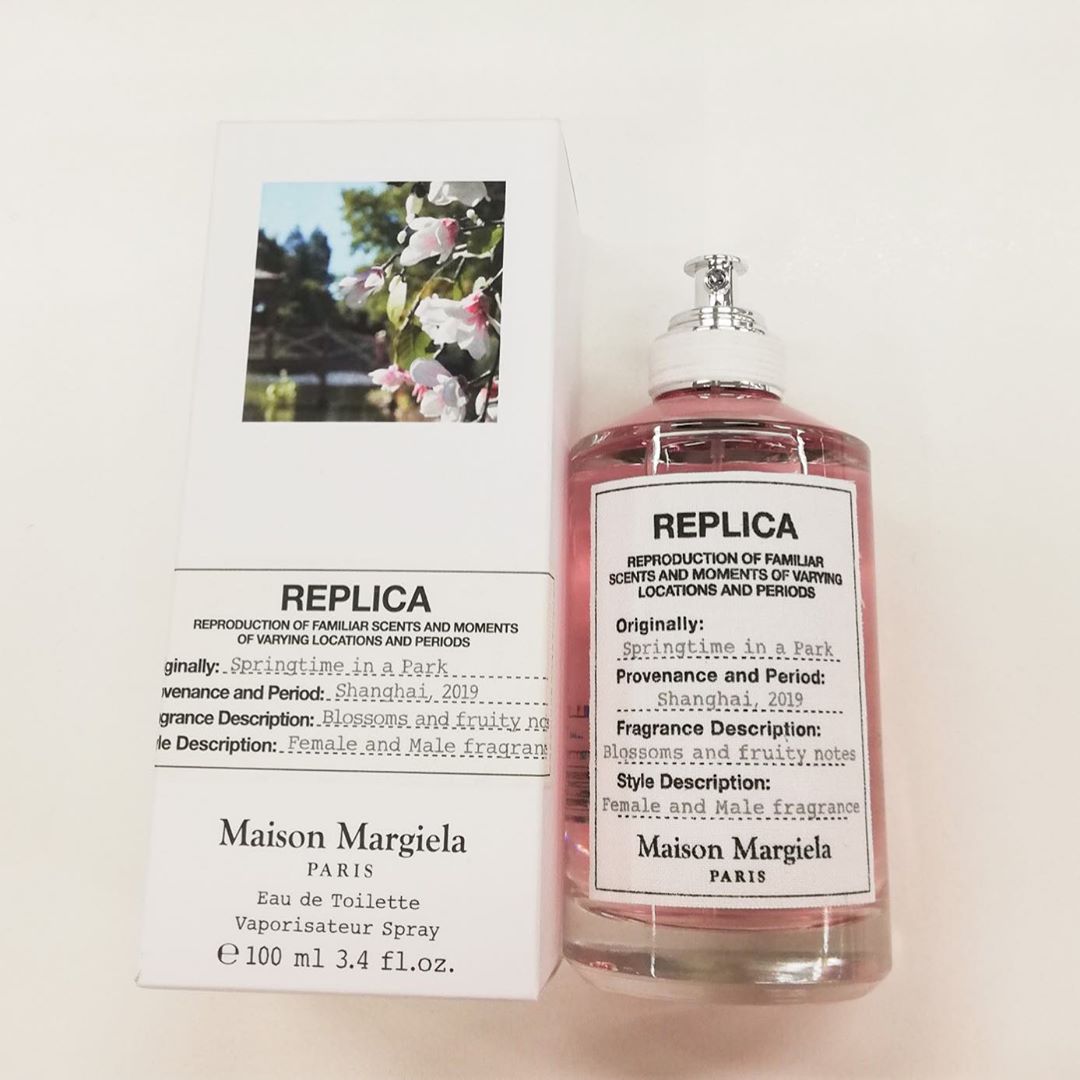 REPLICA
REPRODUCTION OF FAMILIAR SCENTS AND MOMENTS
OF VARYING LOCATIONS AND PERIODS
ginally: Springtime in a Park
venance and Period: Shanghai, 2019
grance Description: Blossoms and fruity no
le Description: Female and Male fragran
Maison Margiela
PARIS
Eau de Toilette
Vaporisateur Spray
℮ 100 ml 3.4 fl.oz.
REPLICA
REPRODUCTION OF FAMILIAR
SCENTS AND MOMENTS OF VARYING
LOCATIONS AND PERIODS
Originally:
Springtime in a Park
Provenance and Period:
Shanghai, 2019
Fragrance Description:
Blossoms and fruity notes
Style Description:
Female and Male fragrance
Maison Margiela
PARIS